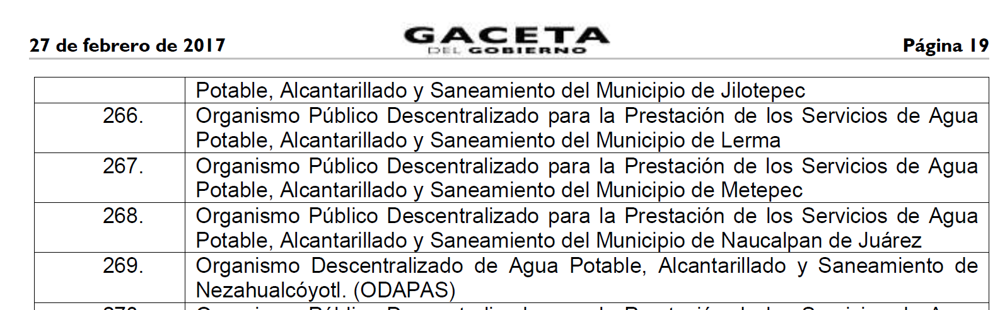 27 de febrero de 2017
GACETA
DEL GOBIERNO
Página 19
Potable, Alcantarillado y Saneamiento del Municipio de Jilotepec
266.
Organismo Público Descentralizado para la Prestación de los Servicios de Agua
Potable, Alcantarillado y Saneamiento del Municipio de Lerma
267.
Organismo Público Descentralizado para la Prestación de los Servicios de Agua
Potable, Alcantarillado y Saneamiento del Municipio de Metepec
268.
Organismo Público Descentralizado para la Prestación de los Servicios de Agua
Potable, Alcantarillado y Saneamiento del Municipio de Naucalpan de Juárez
269.
Organismo Descentralizado de Agua Potable, Alcantarillado y Saneamiento de
Nezahualcóyotl. (ODAPAS)